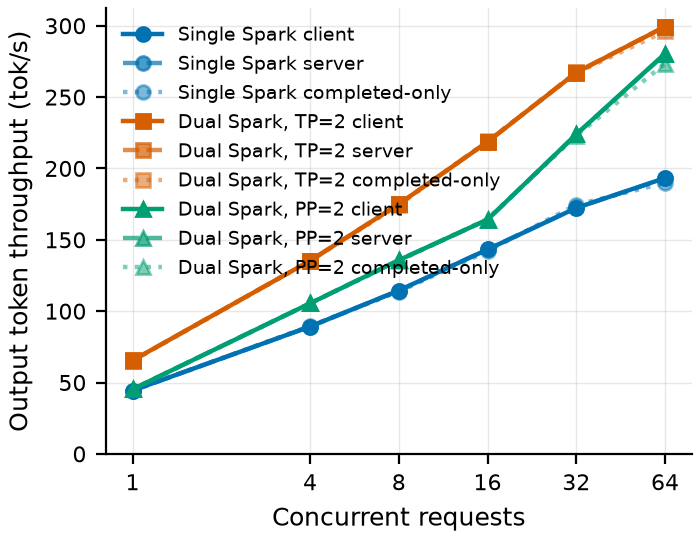 Output token throughput (tok/s)
300
250
200
150
100
50
0
Single Spark client
Single Spark server
Single Spark completed-only
Dual Spark, TP=2 client
Dual Spark, TP=2 server
Dual Spark, TP=2 completed-only
Dual Spark, PP=2 client
Dual Spark, PP=2 server
Dual Spark, PP=2 completed-only
1 4 8 16 32 64
Concurrent requests